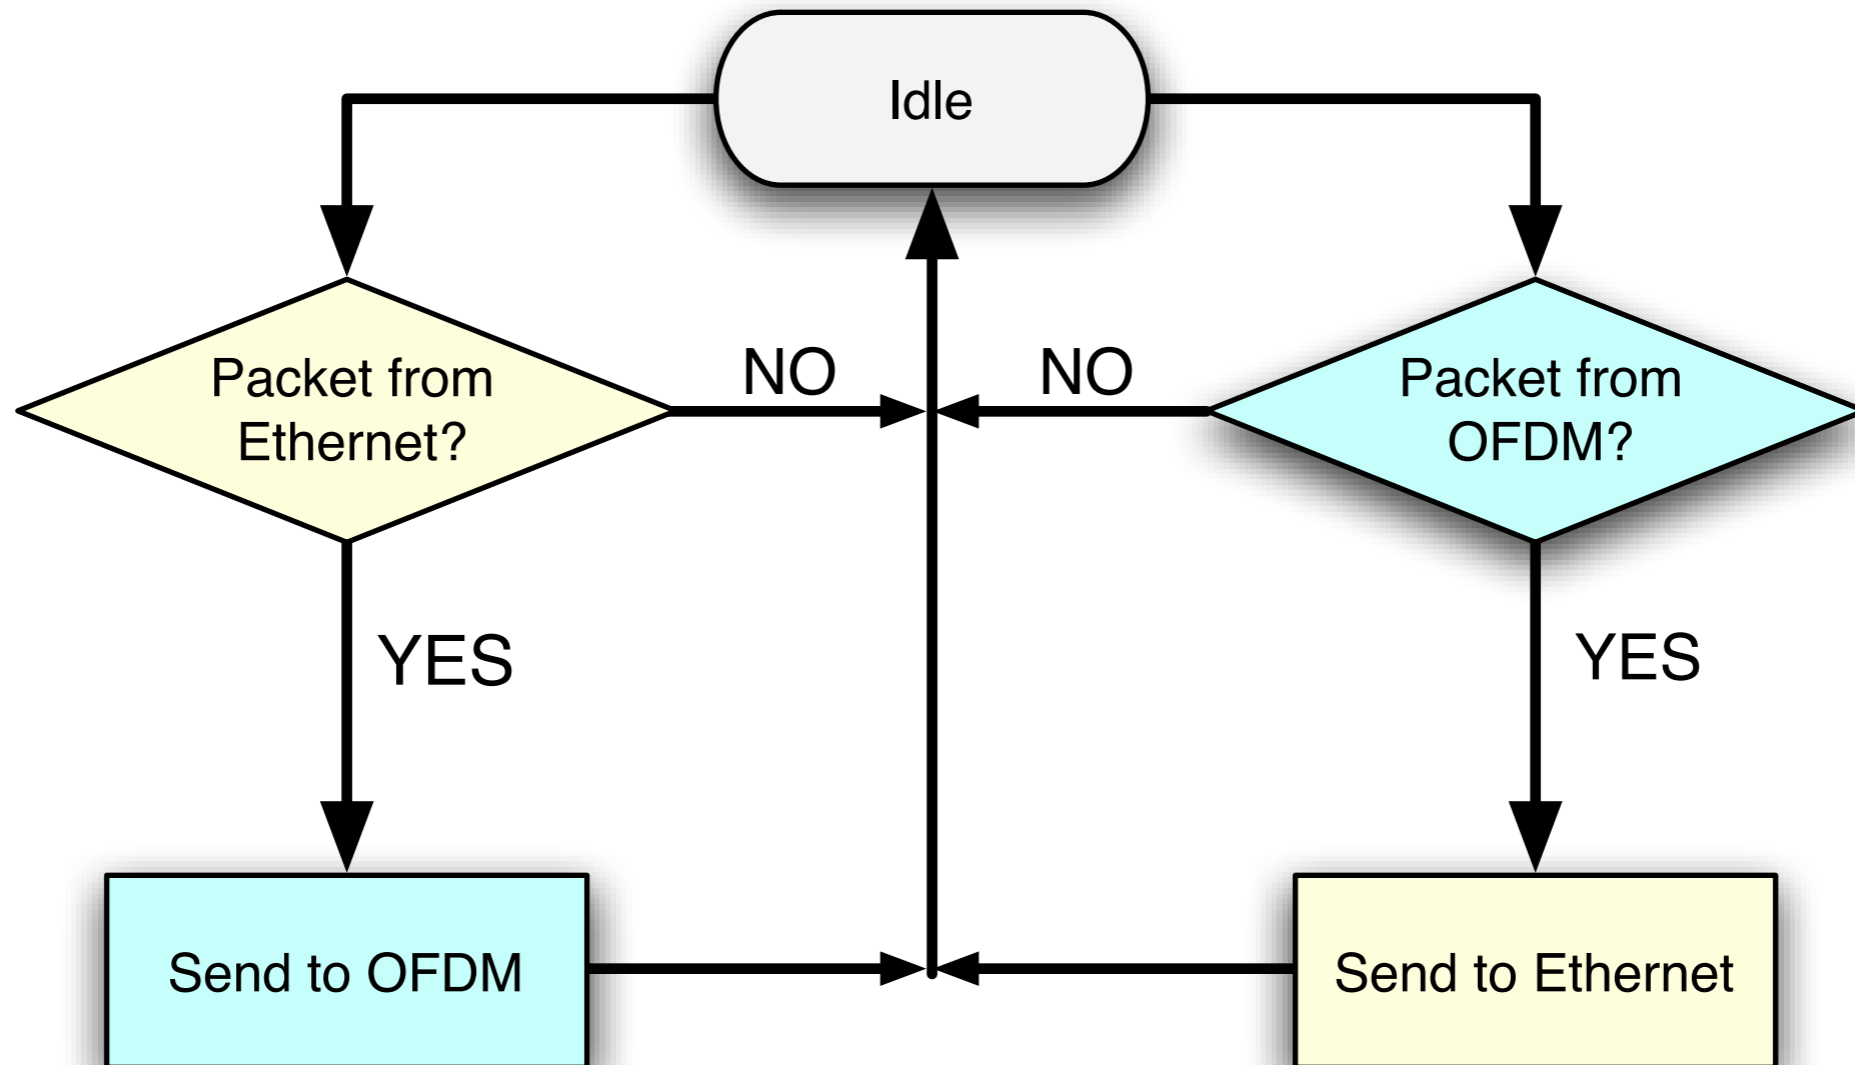 Idle
Packet from
Ethernet?
NO
NO
Packet from
OFDM?
YES
YES
Send to OFDM
Send to Ethernet